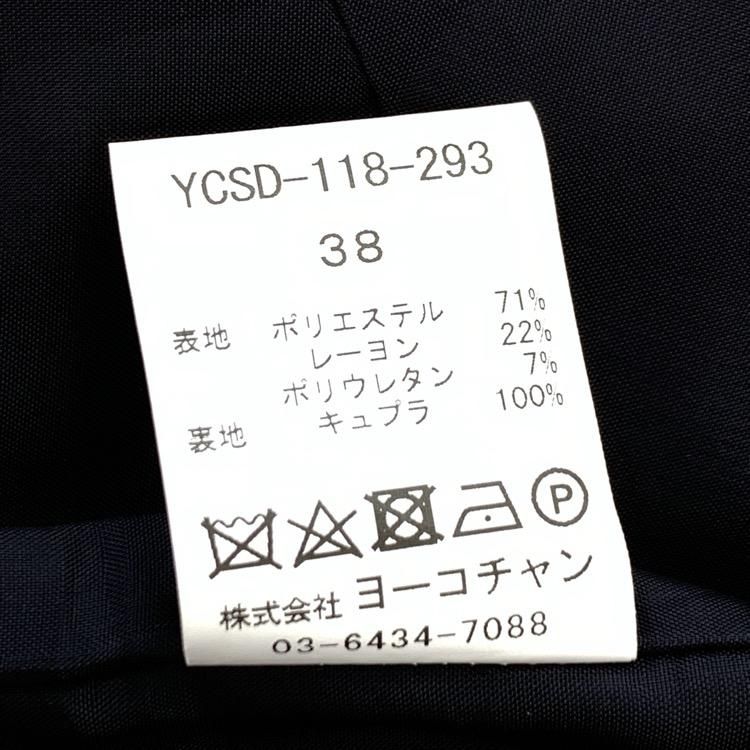 YCSD-118-293
38
表地 ポリエステル 71%
レーヨン 22%
ポリウレタン 7%
裏地 キュプラ 100%
P
株式会社 ヨーコチャン
03-6434-7088